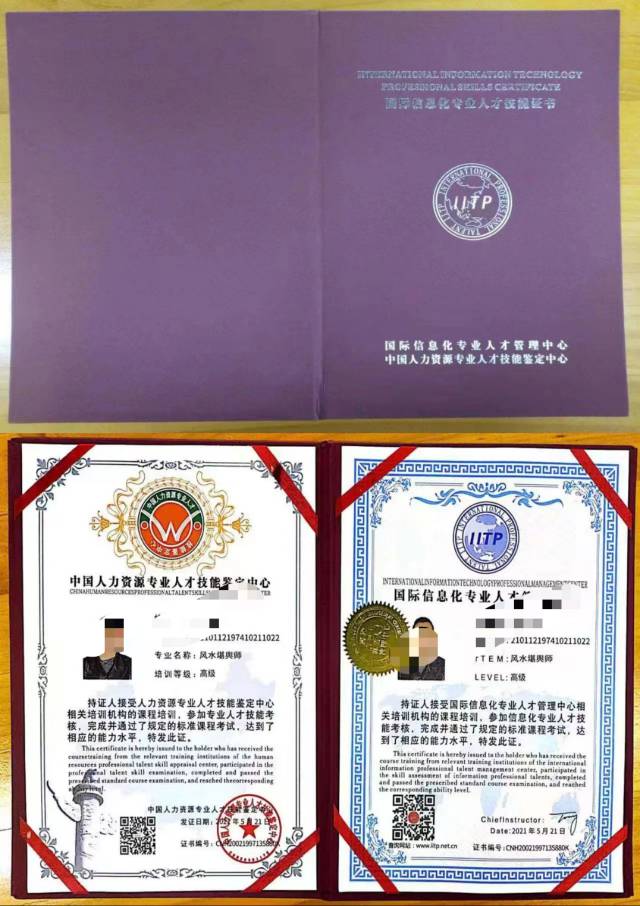 INTERNATIONAL INFORMATION TECHNOLOGY
PROFESSIONAL SKILLS CERTIFICATE
国际信息化专业人才技能证书
INTERNATIONAL PROFESSIONAL TALENT IITP
IITP
国际信息化专业人才管理中心
中国人力资源专业人才技能鉴定中心
中国人力资源专业人才
技能鉴定中心
中国人力资源专业人才技能鉴定中心
专业名称: 风水堪舆师
培训等级: 高级
持证人接受人力资源专业人才技能鉴定中心
相关培训机构的课程培训,参加专业人才技能考
核,完成并通过了规定的标准课程考试,达到了
相应的能力水平,特发此证。
This certificate is hereby issued to the holder who has received the
coursetraining from the relevant training institutions of the human
resources professional talent skills appraisal center, participated in the
professional talent skill examination, completed and passed the
standard course examination, and reached thecorresponding
ability level.
中国人力资源专业人才技能鉴定中心
发证日期: 2021年5月21日
证书编号: CNH20021997135880K
INTERNATIONAL PROFESSIONAL TALENT IITP
IITP
INTERNATIONALINFORMATIONTECHNOLOGYPROFESSIONALMANAGEMENTCENTER
国际信息化专业人才
ITEM: 风水堪舆师
LEVEL: 高级
持证人接受国际信息化专业人才管理中心相
关培训机构的课程培训,参加信息化专业人才技
能考核,完成并通过了规定的标准课程考试,达到
了相应的能力水平,特发此证。
This certificate is hereby issued to the holder who has received the
course training from the relevant training institutions of the international
information professional talent management center, participated in
the skill assessment of information professional talents, completed
and passed the prescribed standard course examination, and reached
the corresponding ability level.
ChiefInstructor:
Date: 2021年5月21日
查询网站: www.iitp.net.cn
证书编号: CNH20021997135880K